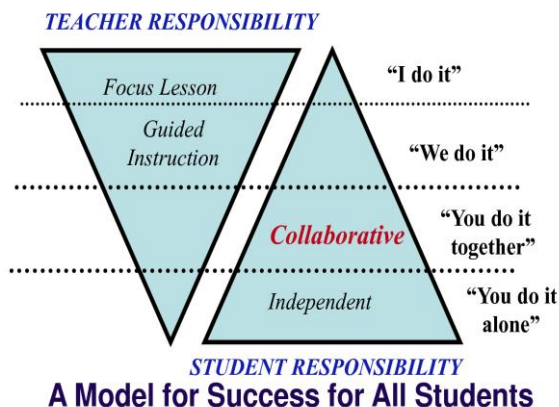 TEACHER RESPONSIBILITY
Focus Lesson
“I do it”
Guided
Instruction
“We do it”
Collaborative
“You do it
together”
Independent
“You do it
alone”
STUDENT RESPONSIBILITY
A Model for Success for All Students